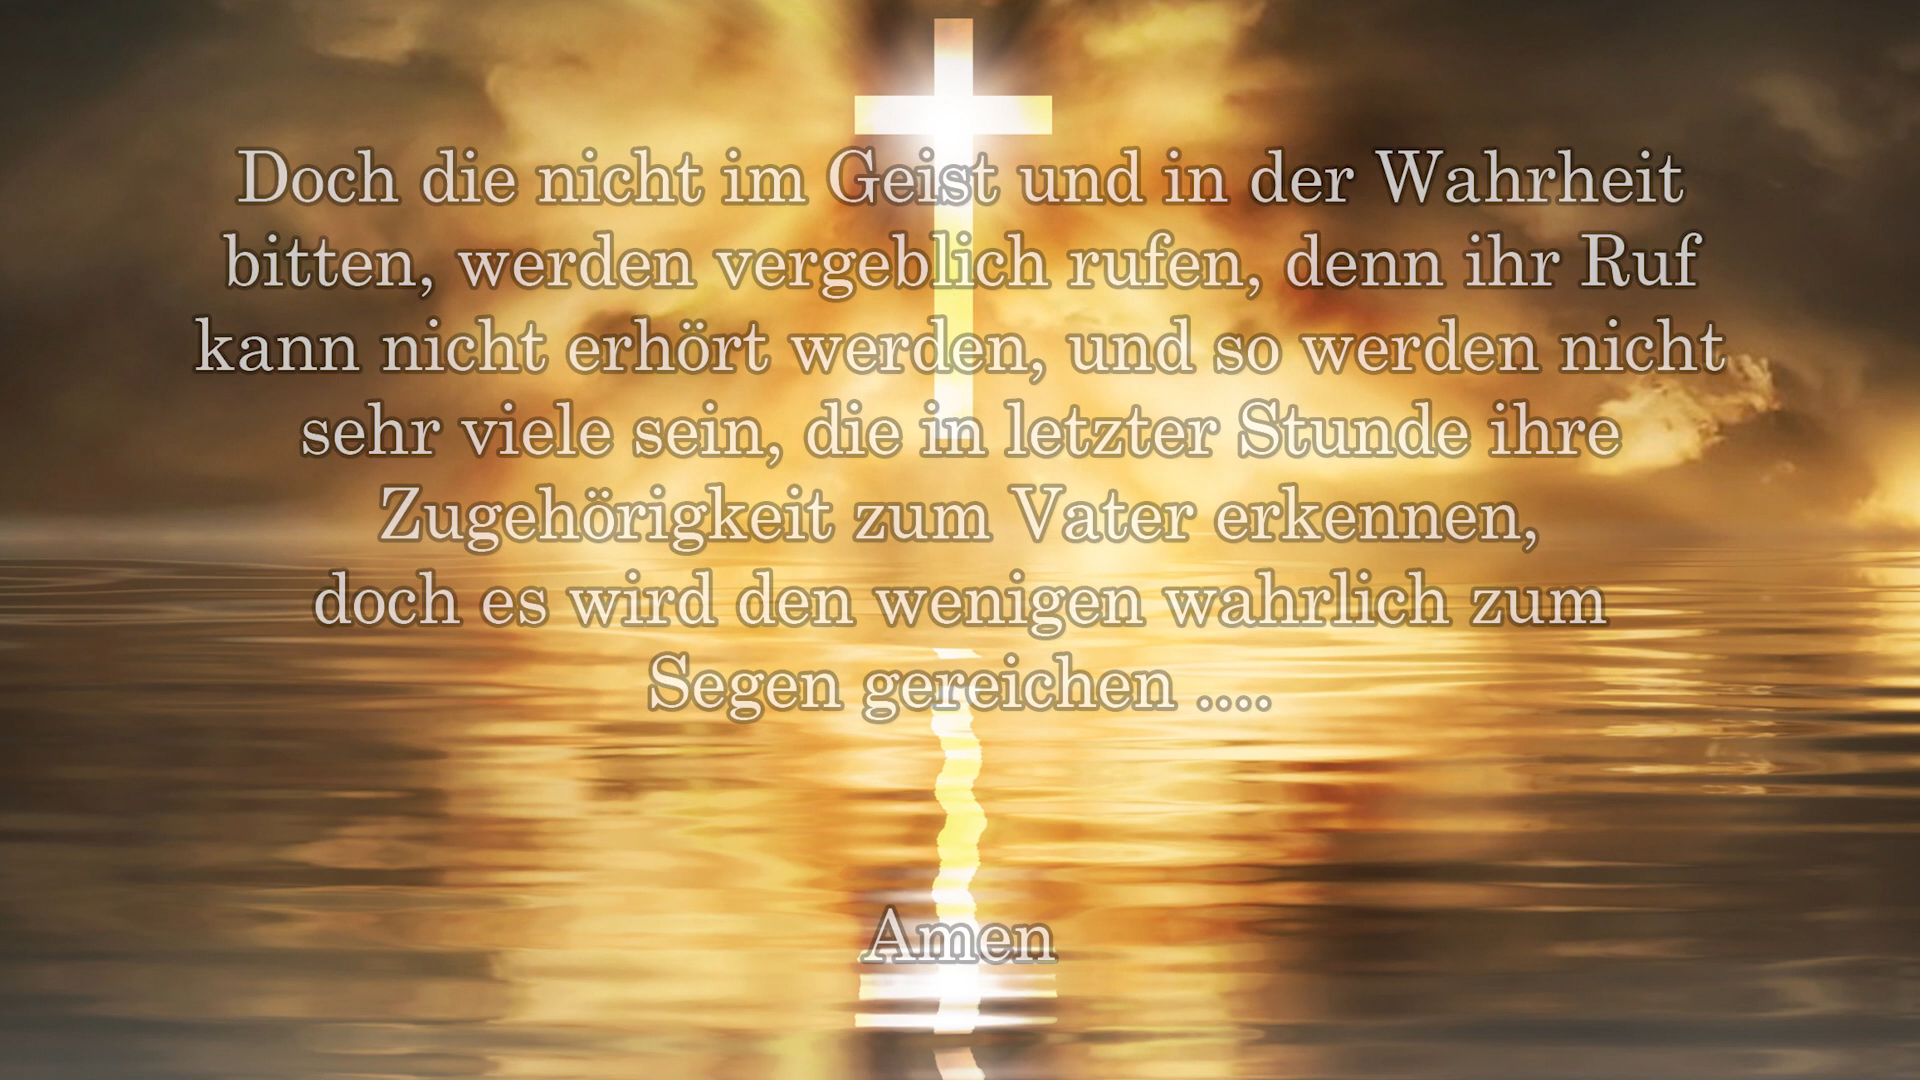 Doch die nicht im Geist und in der Wahrheit
bitten, werden vergeblich rufen, denn ihr Ruf
kann nicht erhört werden, und so werden nicht
sehr viele sein, die in letzter Stunde ihre
Zugehörigkeit zum Vater erkennen,
doch es wird den wenigen wahrlich zum
Segen gereichen ....
Amen